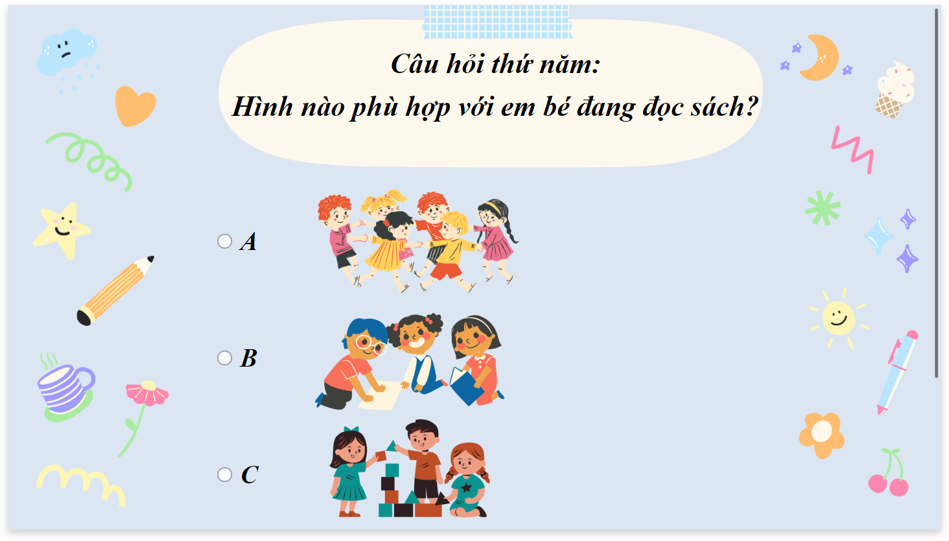 Câu hỏi thứ năm:
Hình nào phù hợp với em bé đang đọc sách?
A
B
C